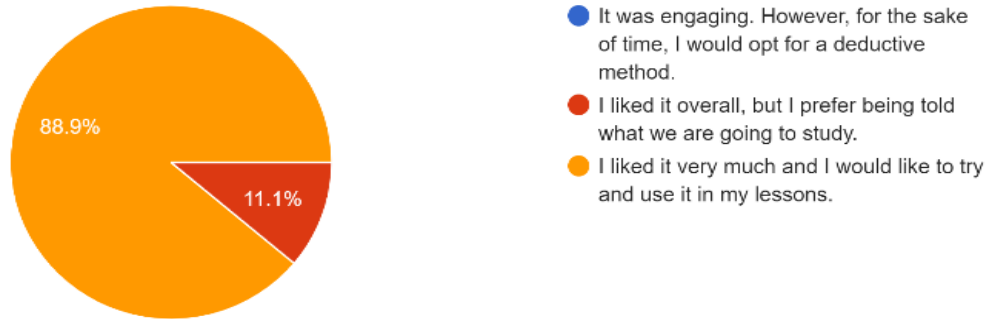 88.9%
11.1%
It was engaging. However, for the sake
of time, I would opt for a deductive
method.
I liked it overall, but I prefer being told
what we are going to study.
I liked it very much and I would like to try
and use it in my lessons.